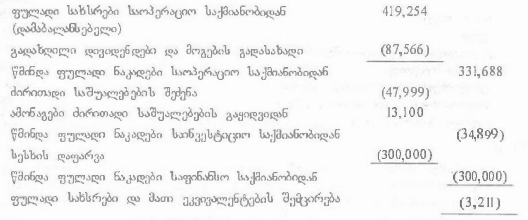 ფულადი სახსრები საოპერაციო საქმიანობიდან 419,254
(დამაბალანსებელი)
გადახდილი დივიდენდები და მოგების გადასახადი (87,566)
წმინდა ფულადი ნაკადები საოპერაციო საქმიანობიდან 331,688
ძირითადი საშუალებების შეძენა (47,999)
ამონაგები ძირითადი საშუალებების გაყიდვიდან 13,100
წმინდა ფულადი ნაკადები საინვესტიციო საქმიანობიდან (34,899)
სესხის დაფარვა (300,000)
წმინდა ფულადი ნაკადები საფინანსო საქმიანობიდან (300,000)
ფულადი სახსრები და მათი ეკვივალენტების შემცირება (3,211)